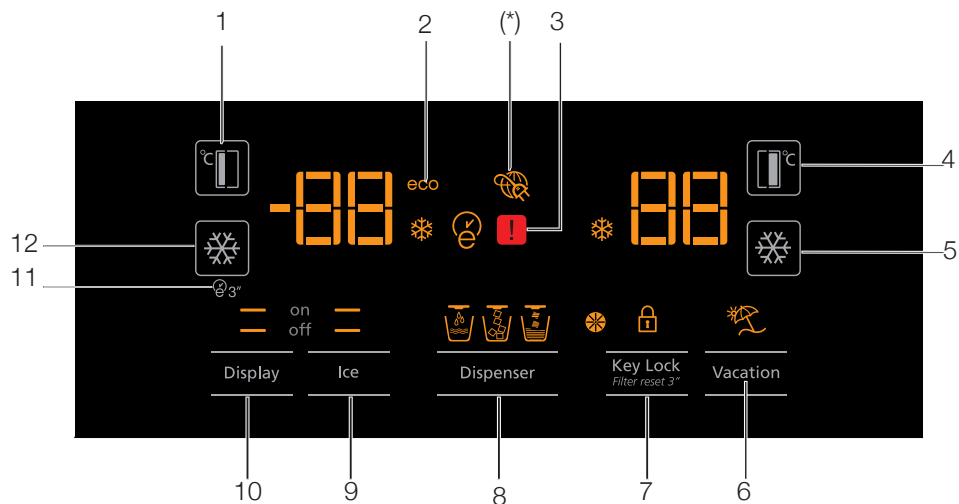 1 2 (*) 3
°C -88 eco 88 °C
4
! e
12 5
11 e 3"
on
off
Display Ice Dispenser Key Lock Vacation
Filter reset 3"
10 9 8 7 6